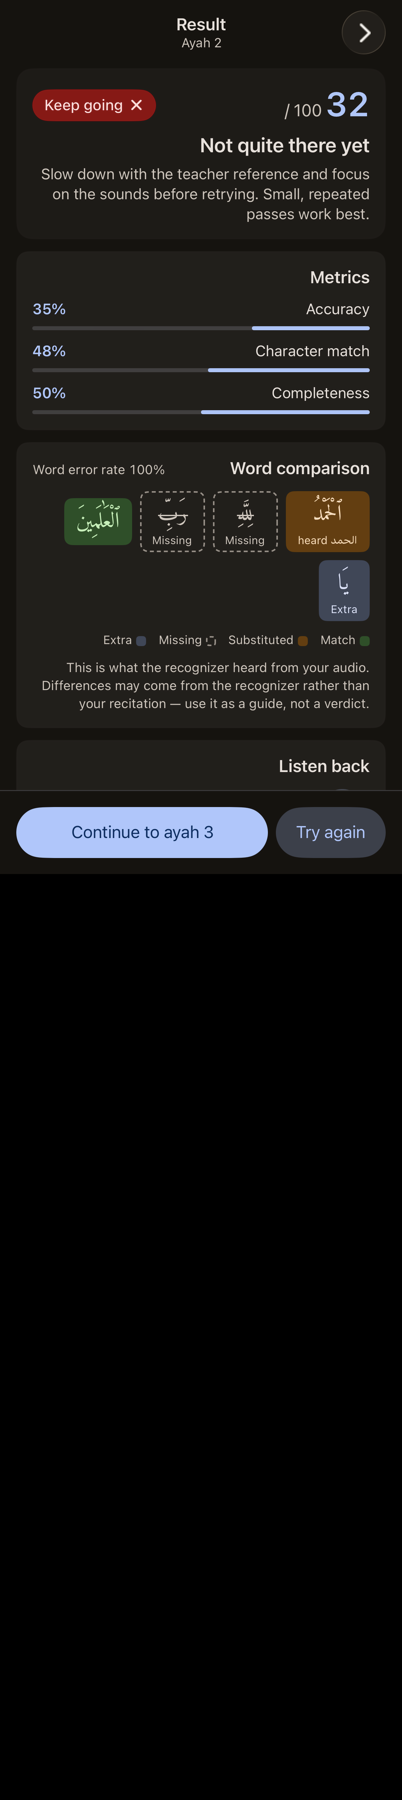 Result
Ayah 2
Keep going
32 / 100
Not quite there yet
Slow down with the teacher reference and focus
on the sounds before retrying. Small, repeated
passes work best.
Metrics
Accuracy 35%
Character match 48%
Completeness 50%
Word comparison
Word error rate 100%
ٱلْحَمْدُ
heard الحمد
لِلَّهِ
Missing
رَبِّ
Missing
ٱلْعَٰلَمِينَ
يَا
Extra
Match Substituted Missing Extra
This is what the recognizer heard from your audio.
Differences may come from the recognizer rather than
your recitation — use it as a guide, not a verdict.
Listen back
Continue to ayah 3
Try again